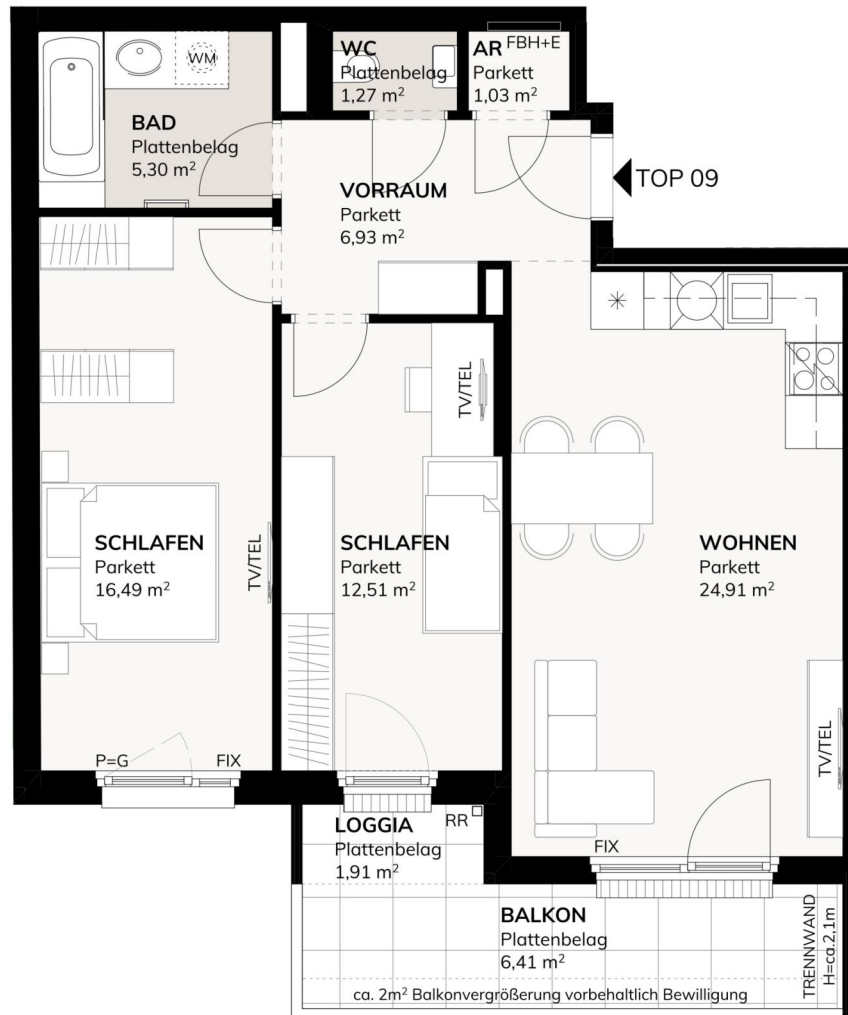 WC
Plattenbelag
1,27 m²
AR
Parkett
1,03 m²
FBH+E
WM
BAD
Plattenbelag
5,30 m²
VORRAUM
Parkett
6,93 m²
TOP 09
TV/TEL
SCHLAFEN
Parkett
16,49 m²
TV/TEL
SCHLAFEN
Parkett
12,51 m²
WOHNEN
Parkett
24,91 m²
TV/TEL
P=G
FIX
LOGGIA
Plattenbelag
1,91 m²
RR
FIX
BALKON
Plattenbelag
6,41 m²
TRENNWAND
H=ca.2,1m
ca. 2m² Balkonvergrößerung vorbehaltlich Bewilligung